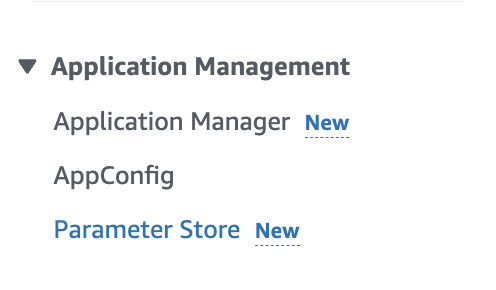 Application Management
Application Manager New
AppConfig
Parameter Store New